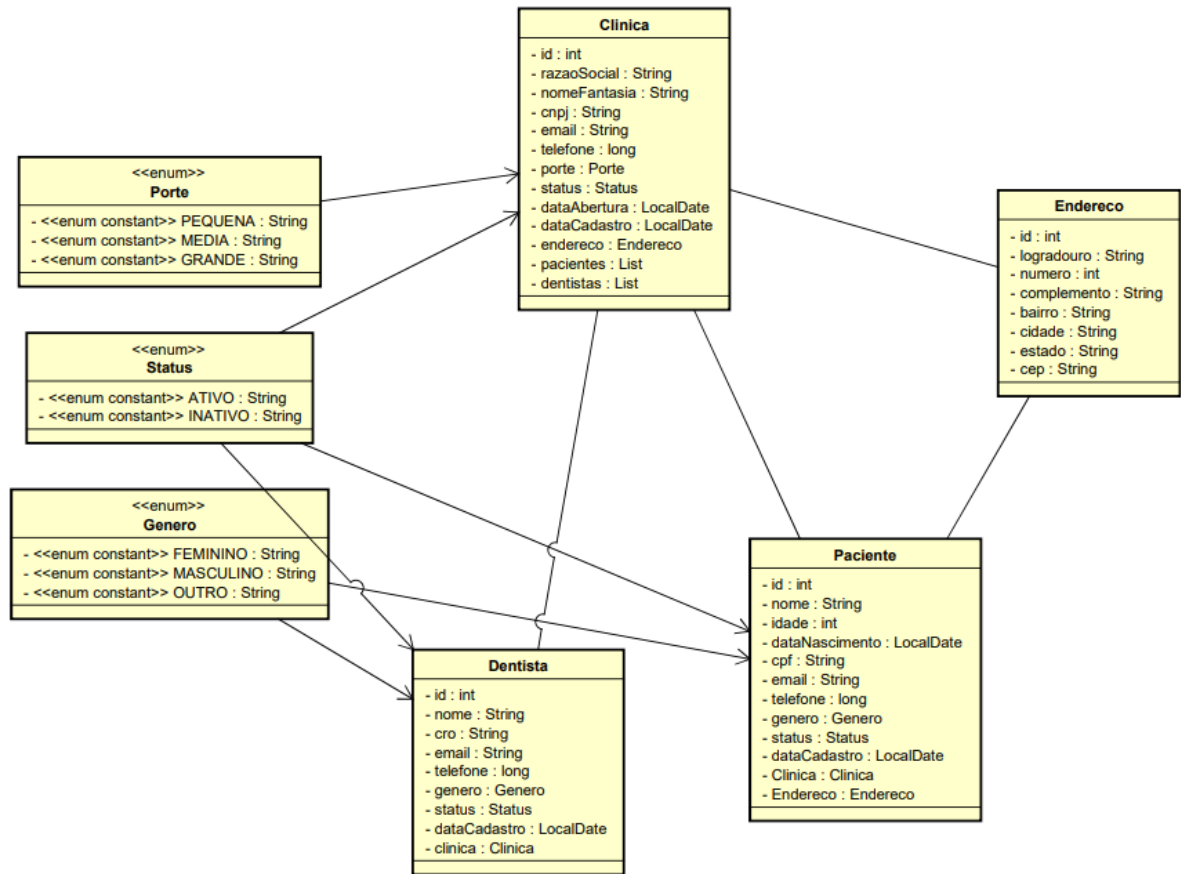 Clinica
- id : int
- razaoSocial : String
- nomeFantasia : String
- cnpj : String
- email : String
- telefone : long
- porte : Porte
- status : Status
- dataAbertura : LocalDate
- dataCadastro : LocalDate
- endereco : Endereco
- pacientes : List
- dentistas : List
<<enum>>
Porte
- <<enum constant>> PEQUENA : String
- <<enum constant>> MEDIA : String
- <<enum constant>> GRANDE : String
Endereco
- id : int
- logradouro : String
- numero : int
- complemento : String
- bairro : String
- cidade : String
- estado : String
- cep : String
<<enum>>
Status
- <<enum constant>> ATIVO : String
- <<enum constant>> INATIVO : String
<<enum>>
Genero
- <<enum constant>> FEMININO : String
- <<enum constant>> MASCULINO : String
- <<enum constant>> OUTRO : String
Paciente
- id : int
- nome : String
- idade : int
- dataNascimento : LocalDate
- cpf : String
- email : String
- telefone : long
- genero : Genero
- status : Status
- dataCadastro : LocalDate
- Clinica : Clinica
- Endereco : Endereco
Dentista
- id : int
- nome : String
- cro : String
- email : String
- telefone : long
- genero : Genero
- status : Status
- dataCadastro : LocalDate
- clinica : Clinica